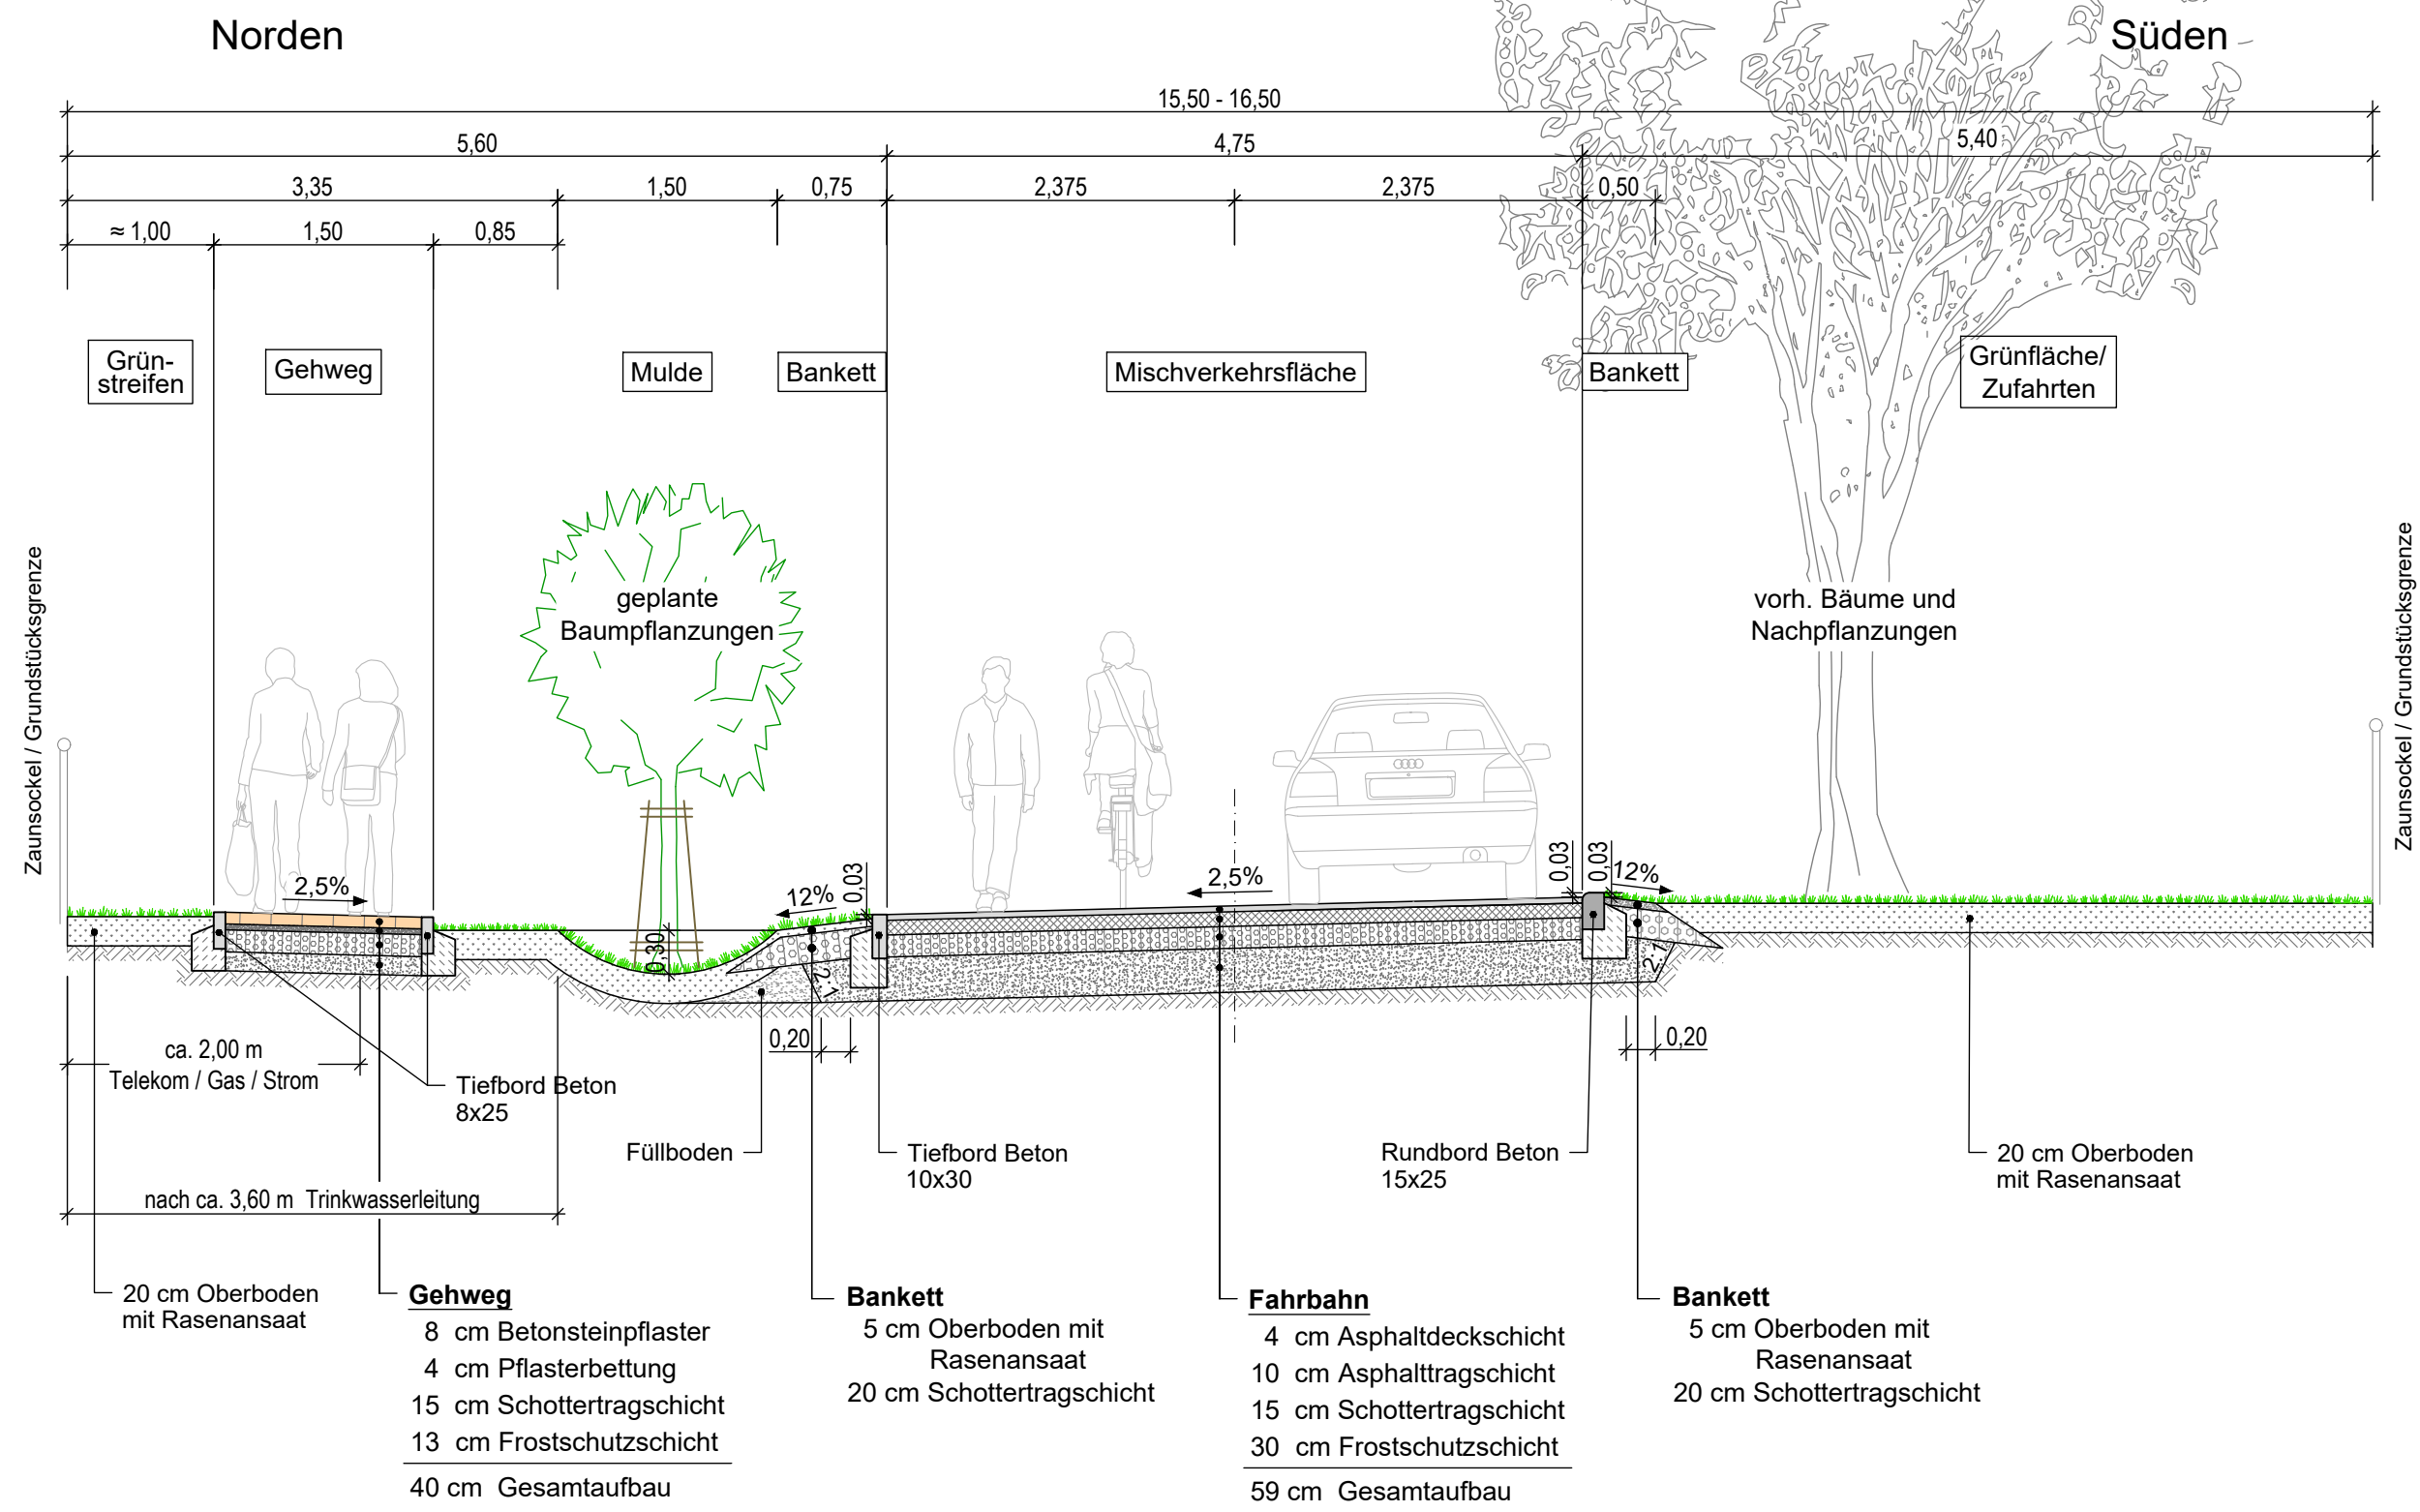 Norden
Süden
15,50 - 16,50
5,60
4,75
5,40
3,35
1,50
0,75
2,375
2,375
0,50
≈ 1,00
1,50
0,85
Grün-
streifen
Gehweg
Mulde
Bankett
Mischverkehrsfläche
Bankett
Grünfläche/
Zufahrten
Zaunsockel / Grundstücksgrenze
geplante
Baumpflanzungen
vorh. Bäume und
Nachpflanzungen
Zaunsockel / Grundstücksgrenze
2,5%
12%
0,03
2,5%
0,03
0,03
12%
0,30
2:1
2:1
0,20
0,20
ca. 2,00 m
Telekom / Gas / Strom
Tiefbord Beton
8x25
Füllboden
Tiefbord Beton
10x30
Rundbord Beton
15x25
20 cm Oberboden
mit Rasenansaat
nach ca. 3,60 m Trinkwasserleitung
20 cm Oberboden
mit Rasenansaat
Gehweg
8 cm Betonsteinpflaster
4 cm Pflasterbettung
15 cm Schottertragschicht
13 cm Frostschutzschicht
40 cm Gesamtaufbau
Bankett
5 cm Oberboden mit
Rasenansaat
20 cm Schottertragschicht
Fahrbahn
4 cm Asphaltdeckschicht
10 cm Asphalttragschicht
15 cm Schottertragschicht
30 cm Frostschutzschicht
59 cm Gesamtaufbau
Bankett
5 cm Oberboden mit
Rasenansaat
20 cm Schottertragschicht